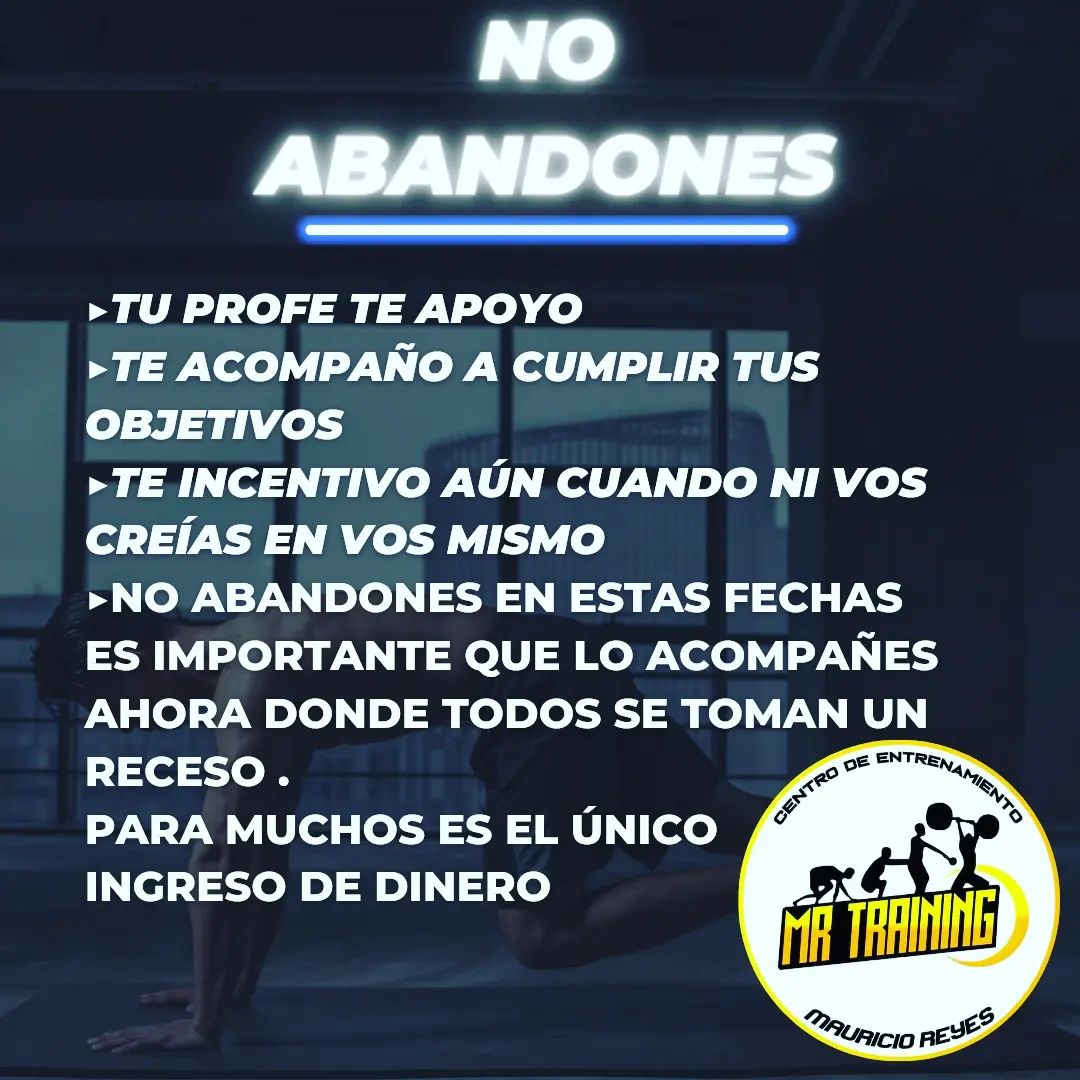 NO
ABANDONES
▸TU PROFE TE APOYO
▸TE ACOMPAÑO A CUMPLIR TUS
OBJETIVOS
▸TE INCENTIVO AÚN CUANDO NI VOS
CREÍAS EN VOS MISMO
▸NO ABANDONES EN ESTAS FECHAS
ES IMPORTANTE QUE LO ACOMPAÑES
AHORA DONDE TODOS SE TOMAN UN
RECESO .
PARA MUCHOS ES EL ÚNICO
INGRESO DE DINERO
CENTRO DE ENTRENAMIENTO
MR TRAINING
MAURICIO REYES